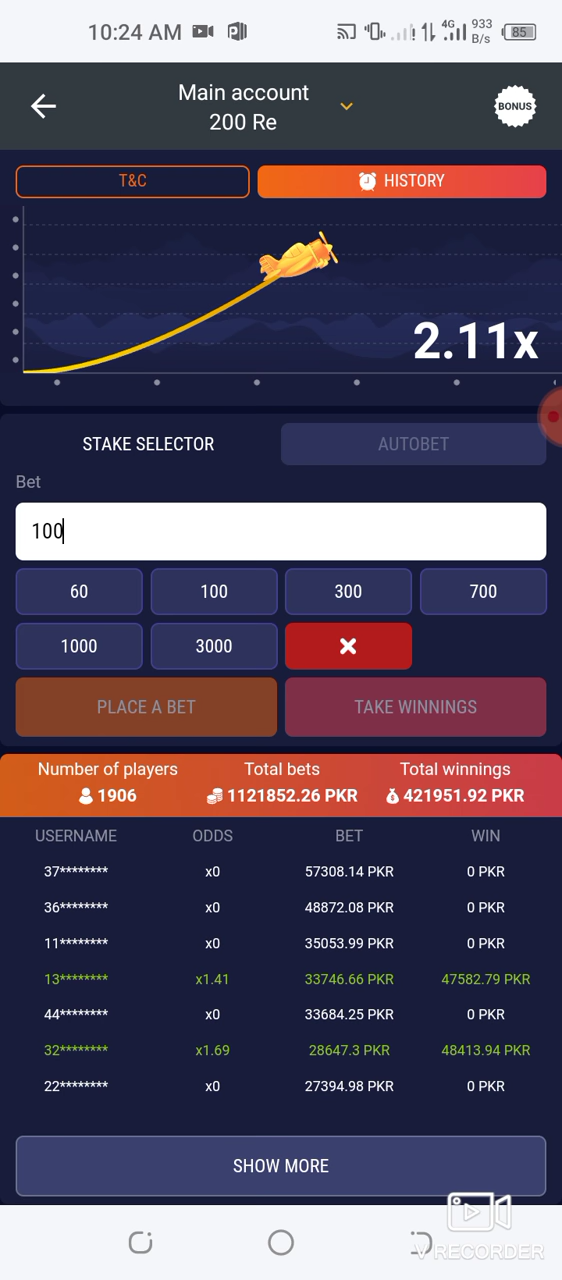 10:24 AM
4G 933 B/s 85
Main account
200 Re
BONUS
T&C
HISTORY
2.11x
STAKE SELECTOR AUTOBET
Bet
100
60 100 300 700
1000 3000
PLACE A BET TAKE WINNINGS
Number of players Total bets Total winnings
1906 1121852.26 PKR 421951.92 PKR
USERNAME ODDS BET WIN
37******** x0 57308.14 PKR 0 PKR
36******** x0 48872.08 PKR 0 PKR
11******** x0 35053.99 PKR 0 PKR
13******** x1.41 33746.66 PKR 47582.79 PKR
44******** x0 33684.25 PKR 0 PKR
32******** x1.69 28647.3 PKR 48413.94 PKR
22******** x0 27394.98 PKR 0 PKR
SHOW MORE
V RECORDER